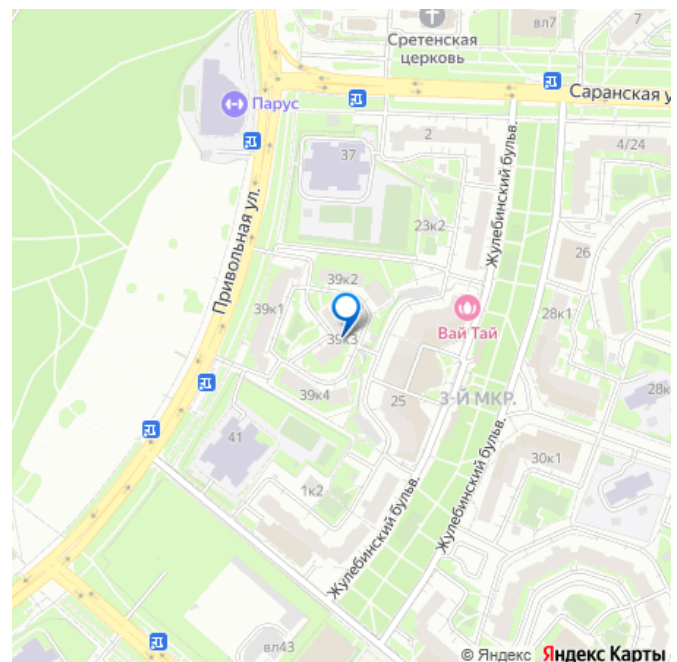 вл7
7
Сретенская
церковь
Саранская у
Парус
2
4/24
37
Жулебинский бульв.
Привольная ул.
23к2
26
39к2
39к1
28к1
39к3
Вай Тай
39к4
25
3-Й МКР.
28к
41
30к1
1к2
Жулебинский бульв.
Жулебинский бульв.
вл43
© Яндекс Яндекс Карты